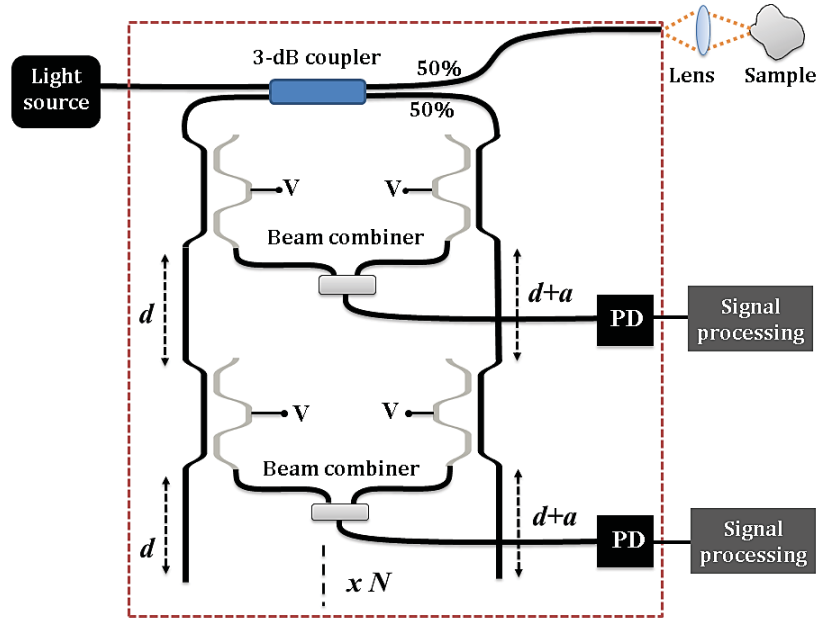 3-dB coupler
50%
Light
source
50%
Lens
Sample
V
V
Beam combiner
d
d+a
PD
Signal
processing
V
V
Beam combiner
d
d+a
PD
Signal
processing
x N